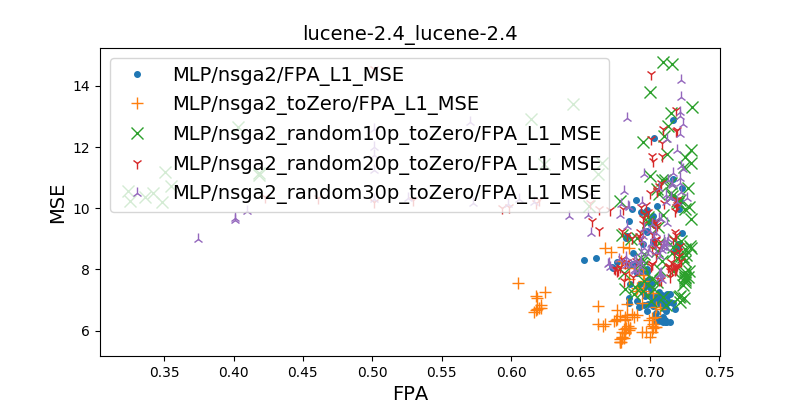 lucene-2.4_lucene-2.4
MSE
14
12
10
8
6
MLP/nsga2/FPA_L1_MSE
MLP/nsga2_toZero/FPA_L1_MSE
MLP/nsga2_random10p_toZero/FPA_L1_MSE
MLP/nsga2_random20p_toZero/FPA_L1_MSE
MLP/nsga2_random30p_toZero/FPA_L1_MSE
0.35 0.40 0.45 0.50 0.55 0.60 0.65 0.70 0.75
FPA